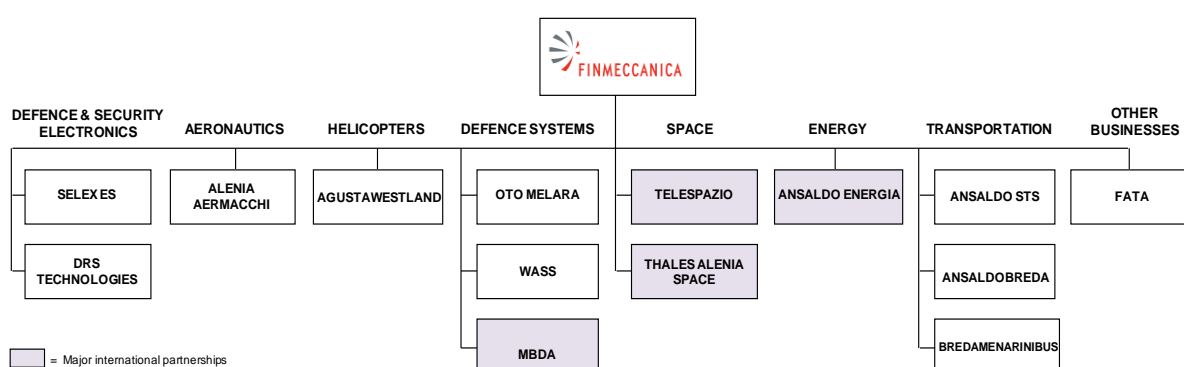 FINMECCANICA
DEFENCE & SECURITY
ELECTRONICS
AERONAUTICS
HELICOPTERS
DEFENCE SYSTEMS
SPACE
ENERGY
TRANSPORTATION
OTHER
BUSINESSES
SELEX ES
ALENIA
AERMACCHI
AGUSTAWESTLAND
OTO MELARA
TELESPAZIO
ANSALDO ENERGIA
ANSALDO STS
FATA
DRS
TECHNOLOGIES
WASS
THALES ALENIA
SPACE
ANSALDOBREDA
MBDA
BREDAMENARINIBUS
= Major international partnerships